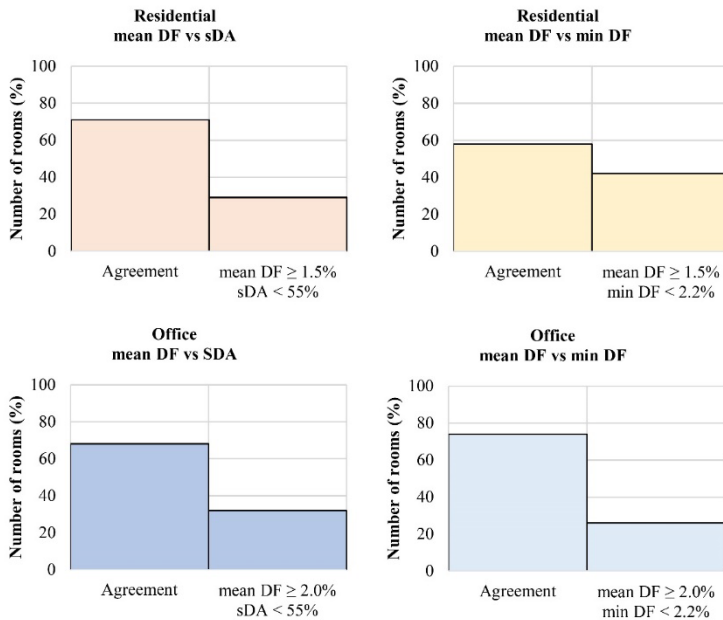 Residential
mean DF vs sDA
Number of rooms (%)
100
80
60
40
20
0
Agreement
mean DF ≥ 1.5%
sDA < 55%
Residential
mean DF vs min DF
Number of rooms (%)
100
80
60
40
20
0
Agreement
mean DF ≥ 1.5%
min DF < 2.2%
Office
mean DF vs SDA
Number of rooms (%)
100
80
60
40
20
0
Agreement
mean DF ≥ 2.0%
sDA < 55%
Office
mean DF vs min DF
Number of rooms (%)
100
80
60
40
20
0
Agreement
mean DF ≥ 2.0%
min DF < 2.2%